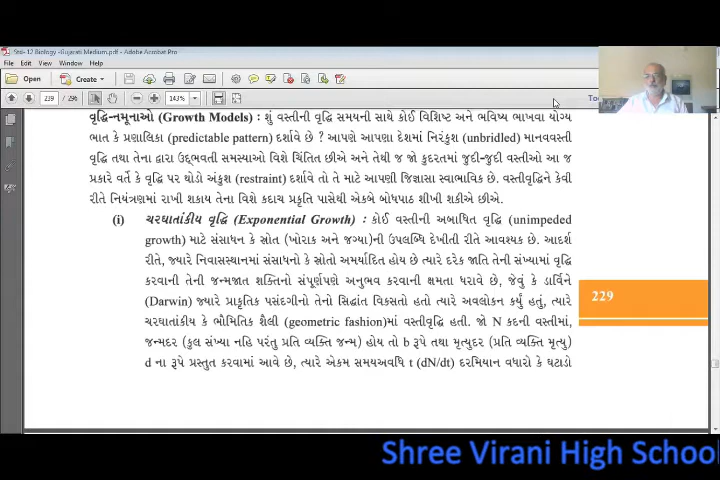 Std- 12 Biology -Gujarati Medium.pdf - Adobe Acrobat Pro
File Edit View Window Help
Open Create
239 / 296 143%
વૃદ્ધિ-નમૂનાઓ (Growth Models) : શું વસ્તીની વૃદ્ધિ સમયની સાથે કોઈ વિશિષ્ટ અને ભવિષ્ય ભાખવા યોગ્ય
ભાત કે પ્રણાલિકા (predictable pattern) દર્શાવે છે ? આપણે આપણા દેશમાં નિરંકુશ (unbridled) માનવવસ્તી
વૃદ્ધિ તથા તેના દ્વારા ઉદ્ભવતી સમસ્યાઓ વિશે ચિંતિત છીએ અને તેથી જ જો કુદરતમાં જુદી-જુદી વસ્તીઓ આ જ
પ્રકારે વર્તે કે વૃદ્ધિ પર થોડો અંકુશ (restraint) દર્શાવે તો તે માટે આપણી જિજ્ઞાસા સ્વાભાવિક છે. વસ્તીવૃદ્ધિને કેવી
રીતે નિયંત્રણમાં રાખી શકાય તેના વિશે કદાચ પ્રકૃતિ પાસેથી એકબે બોધપાઠ શીખી શકીએ છીએ.
(i) ચરઘાતાંકીય વૃદ્ધિ (Exponential Growth) : કોઈ વસ્તીની અબાધિત વૃદ્ધિ (unimpeded
growth) માટે સંસાધન કે સ્રોત (ખોરાક અને જગ્યા)ની ઉપલબ્ધિ દેખીતી રીતે આવશ્યક છે. આદર્શ
રીતે, જ્યારે નિવાસસ્થાનમાં સંસાધનો કે સ્રોતો અમર્યાદિત હોય છે ત્યારે દરેક જાતિ તેની સંખ્યામાં વૃદ્ધિ
કરવાની તેની જન્મજાત શક્તિનો સંપૂર્ણપણે અનુભવ કરવાની ક્ષમતા ધરાવે છે, જેવું કે ડાર્વિને
(Darwin) જ્યારે પ્રાકૃતિક પસંદગીનો તેનો સિદ્ધાંત વિકસતો હતો ત્યારે અવલોકન કર્યું હતું, ત્યારે
ચરઘાતાંકીય કે ભૌમિતિક શૈલી (geometric fashion)માં વસ્તીવૃદ્ધિ હતી. જો N કદની વસ્તીમાં,
જન્મદર (કુલ સંખ્યા નહિ પરંતુ પ્રતિ વ્યક્તિ જન્મ) હોય તો b રૂપે તથા મૃત્યુદર (પ્રતિ વ્યક્તિ મૃત્યુ)
d ના રૂપે પ્રસ્તુત કરવામાં આવે છે, ત્યારે એકમ સમયઅવધિ t (dN/dt) દરમિયાન વધારો કે ઘટાડો
229
Shree Virani High School